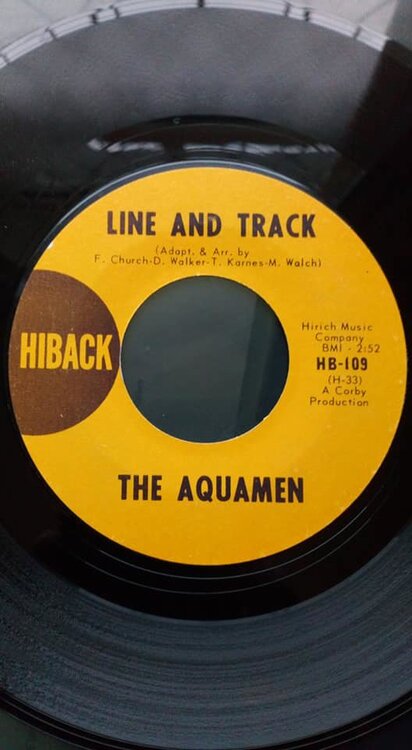 LINE AND TRACK
(Adapt. & Arr. by
F. Church-D. Walker-T. Karnes-M. Walch)
HIBACK
Hirich Music
Company
BMI - 2:52
HB-109
(H-33)
A Corby
Production
THE AQUAMEN